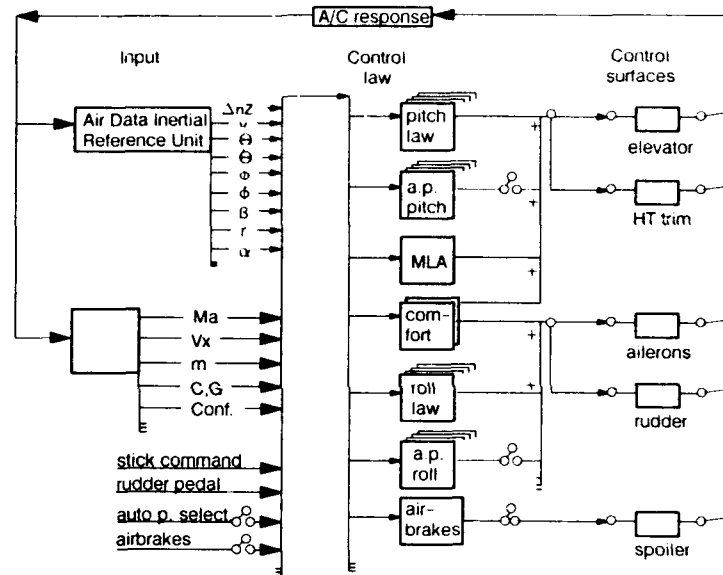 A/C response
Input
Control
law
Control
surfaces
Air Data Inertial
Reference Unit
ΔnZ
v
Θ
Θ̇
Φ
ϕ
β
r
α
Ma
Vx
m
C,G
Conf.
stick command
rudder pedal
auto p. select
airbrakes
pitch
law
+
a.p.
pitch
+
MLA
+
com-
fort
+
roll
law
+
a.p.
roll
air-
brakes
elevator
HT trim
ailerons
rudder
spoiler